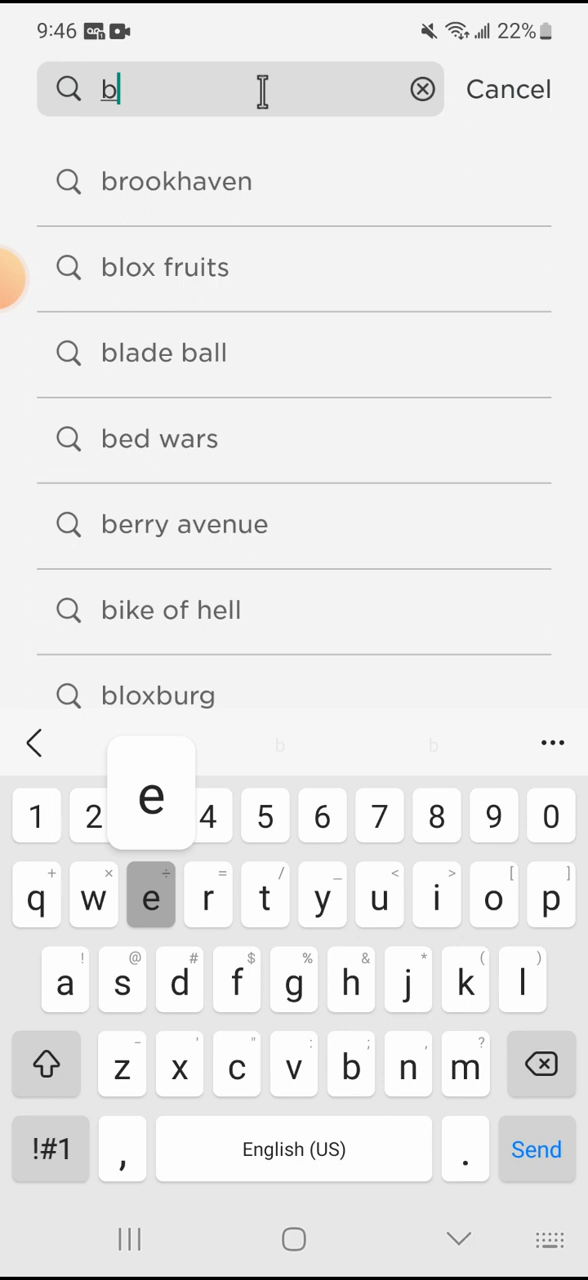 9:46 22%
b Cancel
brookhaven
blox fruits
blade ball
bed wars
berry avenue
bike of hell
bloxburg
b b
e
1 2 4 5 6 7 8 9 0
+ × ÷ = / _ < > [ ]
q w e r t y u i o p
! @ # $ % & * ( )
a s d f g h j k l
- ' " : ; , ?
z x c v b n m
!#1 , English (US) . Send